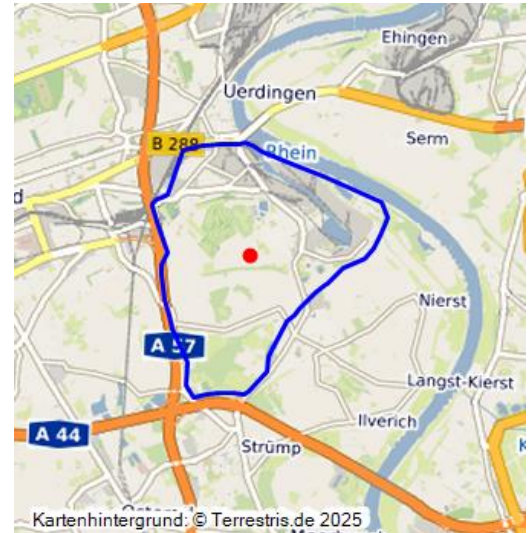 Ehingen
Uerdingen
B 288
Rhein
Serm
d
Nierst
A 57
Langst-Kierst
Ilverich
A 44
K
Strümp
Kartenhintergrund: © Terrestris.de 2025